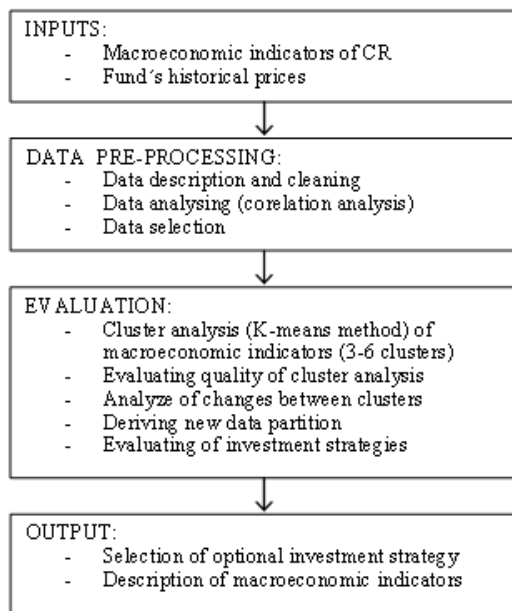 INPUTS:
- Macroeconomic indicators of CR
- Fund´s historical prices
DATA PRE-PROCESSING:
- Data description and cleaning
- Data analysing (corelation analysis)
- Data selection
EVALUATION:
- Cluster analysis (K-means method) of
macroeconomic indicators (3-6 clusters)
- Evaluating quality of cluster analysis
- Analyze of changes between clusters
- Deriving new data partition
- Evaluating of investment strategies
OUTPUT:
- Selection of optional investment strategy
- Description of macroeconomic indicators